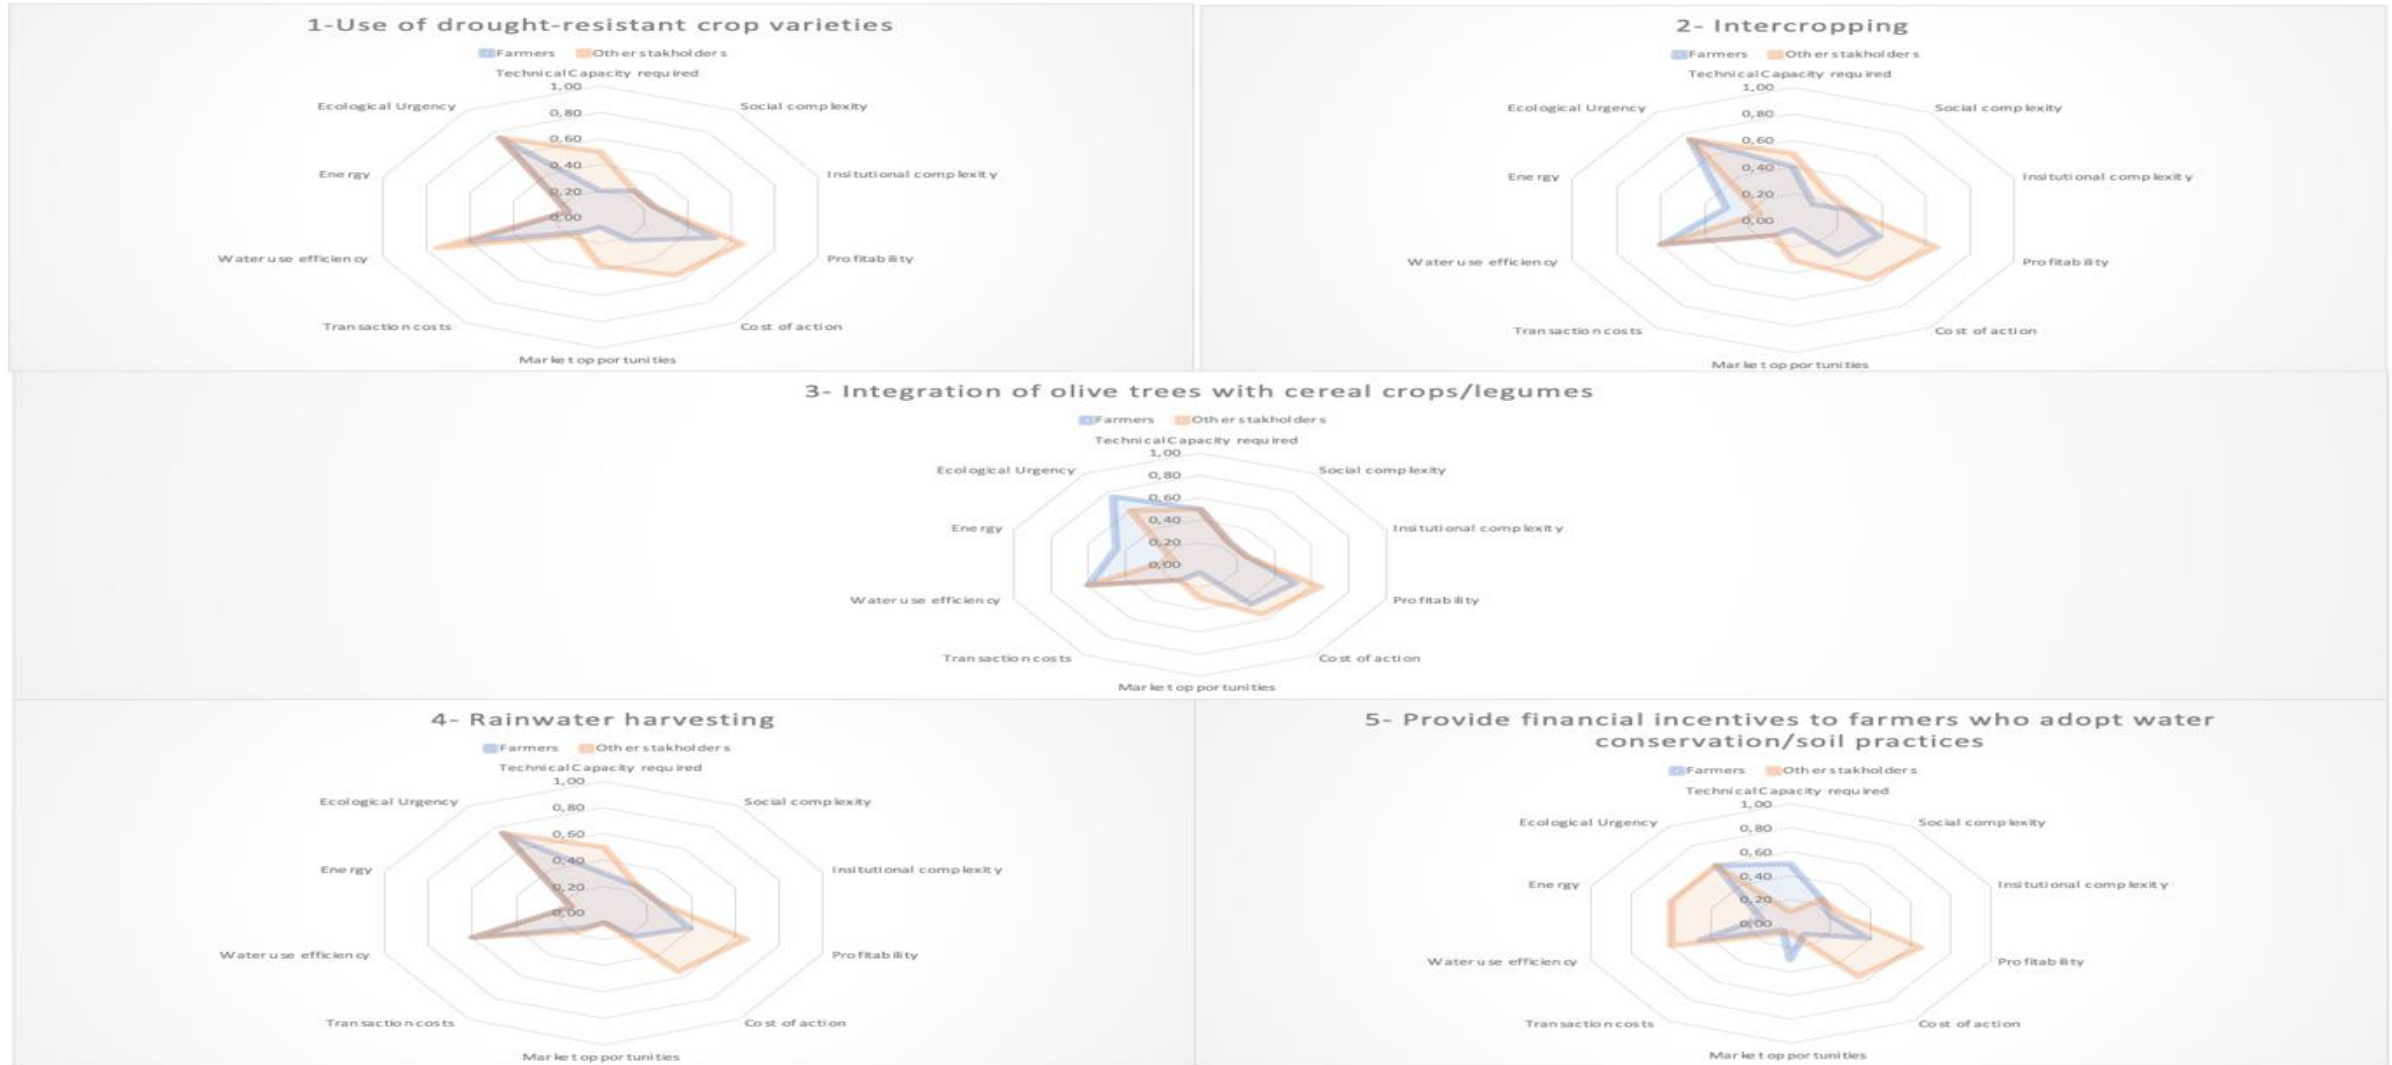 1-Use of drought-resistant crop varieties
Farmers Other stakholders
Technical Capacity required
1,00
Ecological Urgency Social complexity
0,80
0,60
0,40
Energy Insitutional complexity
0,20
0,00
Water use efficiency Profitability
Transaction costs Cost of action
Market opportunities
2- Intercropping
Farmers Other stakholders
Technical Capacity required
1,00
Ecological Urgency Social complexity
0,80
0,60
0,40
Energy Insitutional complexity
0,20
0,00
Water use efficiency Profitability
Transaction costs Cost of action
Market opportunities
3- Integration of olive trees with cereal crops/legumes
Farmers Other stakholders
Technical Capacity required
1,00
Ecological Urgency Social complexity
0,80
0,60
0,40
Energy Insitutional complexity
0,20
0,00
Water use efficiency Profitability
Transaction costs Cost of action
Market opportunities
4- Rainwater harvesting
Farmers Other stakholders
Technical Capacity required
1,00
Ecological Urgency Social complexity
0,80
0,60
0,40
Energy Insitutional complexity
0,20
0,00
Water use efficiency Profitability
Transaction costs Cost of action
Market opportunities
5- Provide financial incentives to farmers who adopt water
conservation/soil practices
Farmers Other stakholders
Technical Capacity required
1,00
Ecological Urgency Social complexity
0,80
0,60
0,40
Energy Insitutional complexity
0,20
0,00
Water use efficiency Profitability
Transaction costs Cost of action
Market opportunities